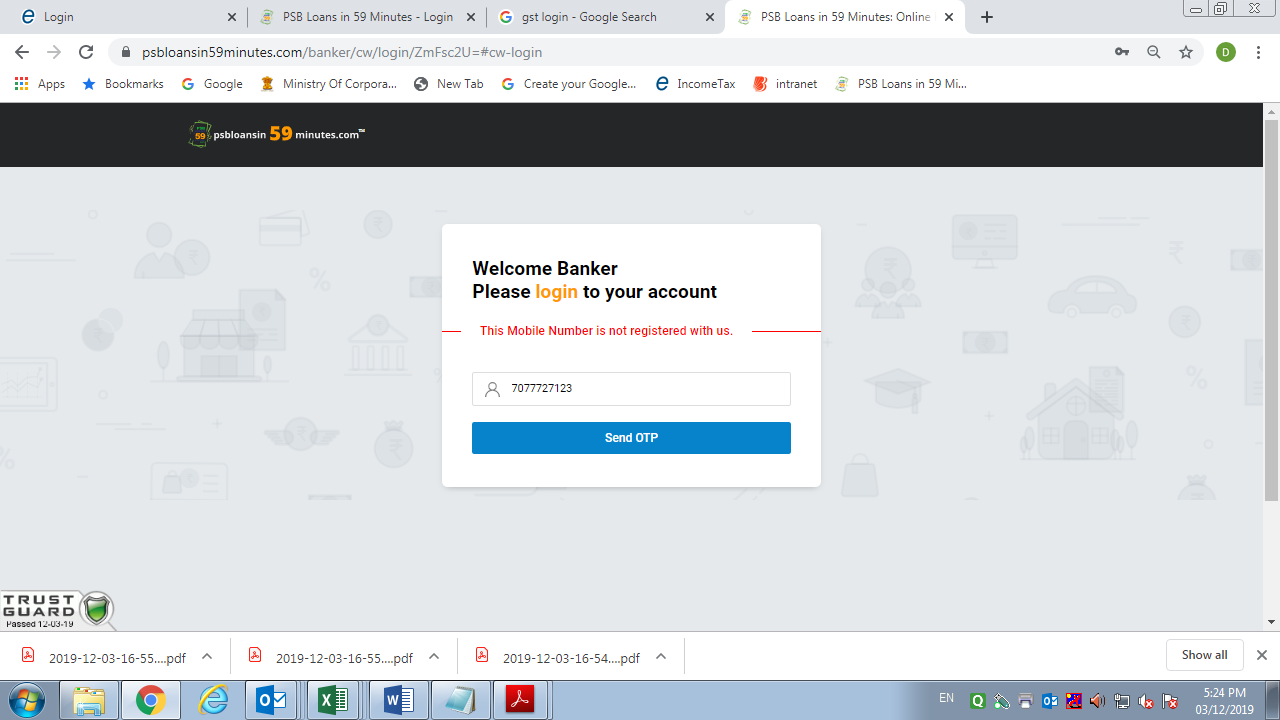 Login
PSB Loans in 59 Minutes - Login
gst login - Google Search
PSB Loans in 59 Minutes: Online
psbloansin59minutes.com/banker/cw/login/ZmFsc2U=#cw-login
D
Apps
Bookmarks
Google
Ministry Of Corpora...
New Tab
Create your Google...
IncomeTax
intranet
PSB Loans in 59 Mi...
59 psbloansin 59 minutes.com™
Welcome Banker
Please login to your account
This Mobile Number is not registered with us.
7077727123
Send OTP
TRUST
GUARD
Passed 12-03-19
2019-12-03-16-55....pdf
2019-12-03-16-55....pdf
2019-12-03-16-54....pdf
Show all
EN
5:24 PM
03/12/2019